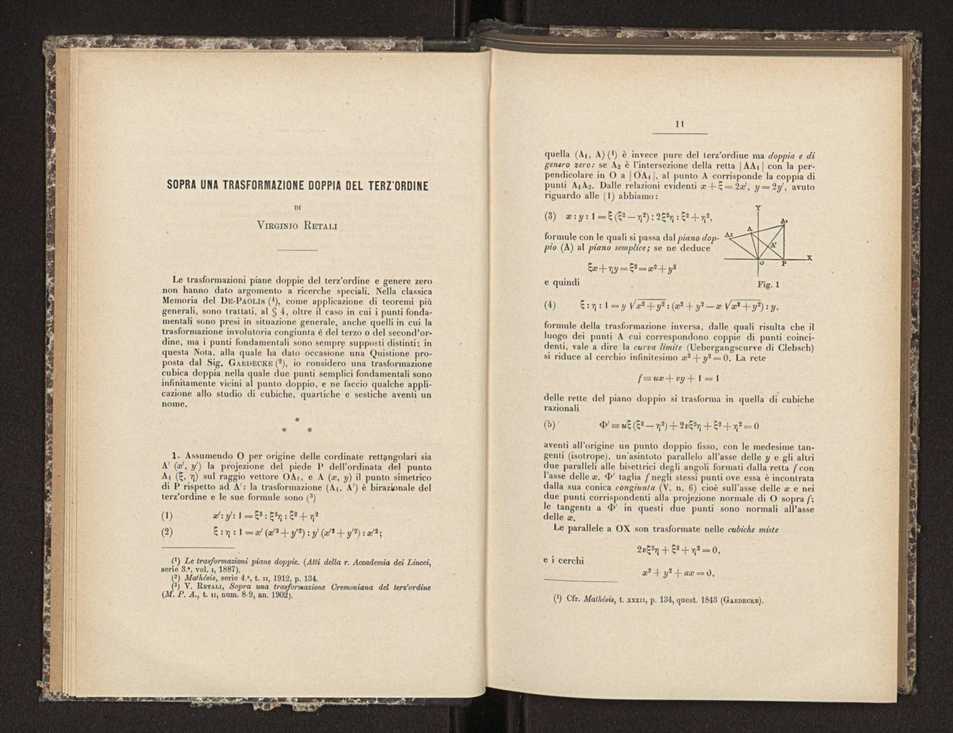 SOPRA UNA TRASFORMAZIONE DOPPIA DEL TERZ'ORDINE
DI
VIRGINIO RETALI
Le trasformazioni piane doppie del terz'ordine e genere zero
non hanno dato argomento a ricerche speciali. Nella classica
Memoria del DE-PAOLIS (¹), come applicazione di teoremi più
generali, sono trattati, al § 4, oltre il caso in cui i punti fonda-
mentali sono presi in situazione generale, anche quelli in cui la
trasformazione involutoria congiunta é del terzo o del second'or-
dine, ma i punti fondamentali sono sempre supposti distinti; in
questa Nota, alla quale ha dato occasione una Quistione pro-
posta dal Sig. GAEDECKE (²), io considero una trasformazione
cubica doppia nella quale due punti semplici fondamentali sono
infinitamente vicini al punto doppio, e ne faccio qualche appli-
cazione allo studio di cubiche, quartiche e sestiche aventi un
nome.
*
* *
1. Assumendo O per origine delle cordinate rettangolari sia
A' (x', y') la projezione del piede P dell'ordinata del punto
A₁ (ξ, η) sul raggio vettore OA₁, e A (x, y) il punto simetrico
di P rispetto ad A': la trasformazione (A₁, A') è birazionale del
terz'ordine e le sue formule sono (³)
(1) x' : y' : 1 = ξ³ : ξ²η : ξ² + η²
(2) ξ : η : 1 = x' (x'² + y'²) : y' (x'² + y'²) : x'²;
(¹) Le trasformazioni piane doppie. (Atti della r. Accademia dei Lincei,
serie 3.ª, vol. I, 1887).
(²) Mathésis, serie 4.ª, t. II, 1912, p. 134.
(³) V. RETALI, Sopra una trasformazione Cremoniana del terz'ordine
(M. P. A., t. II, num. 8-9, an. 1902).
11
quella (A₁, A) (¹) è invece pure del terz'ordine ma doppia e di
genero zero: se A₂ è l'intersezione della retta | AA₁ | con la per-
pendicolare in O a | OA₁ |, al punto A corrisponde la coppia di
punti A₁A₂. Dalle relazioni evidenti x + ξ = 2x', y = 2y', avuto
riguardo alle (1) abbiamo:
(3) x : y : 1 = ξ (ξ² − η²) : 2ξ²η : ξ² + η²,
formule con le quali si passa dal piano dop-
pio (A) al piano semplice; se ne deduce
ξx + ηy = ξ² = x² + y²
e quindi
Y
A₁
A₂
A
A'
O
P
X
Fig. 1
(4) ξ : η : 1 = y √x² + y² : (x² + y² − x √x² + y²) : y,
formule della trasformazione inversa, dalle quali risulta che il
luogo dei punti A cui corrispondono coppie di punti coinci-
denti, vale a dire la curva limite (Uebergangscurve di Clebsch)
si riduce al cerchio infinitesimo x² + y² = 0. La rete
f ≡ ux + vy + 1 = 1
delle rette del piano doppio si trasforma in quella di cubiche
razionali
(5) Φ' ≡ uξ (ξ² − η²) + 2vξ²η + ξ² + η² = 0
aventi all'origine un punto doppio fisso, con le medesime tan-
genti (isotrope), un'asintoto parallelo all'asse delle y e gli altri
due paralleli alle bisettrici degli angoli formati dalla retta f con
l'asse delle x. Φ' taglia f negli stessi punti ove essa è incontrata
dalla sua conica congiunta (V. n. 6) cioè sull'asse delle x e nei
due punti corrispondenti alla projezione normale di O sopra f;
le tangenti a Φ' in questi due punti sono normali all'asse
delle x.
Le parallele a OX son trasformate nelle cubiche miste
2vξ²η + ξ² + η² = 0,
e i cerchi
x² + y² + ax = 0,
(¹) Cfr. Mathésis, t. XXXII, p. 134, quest. 1843 (GAEDECKE).